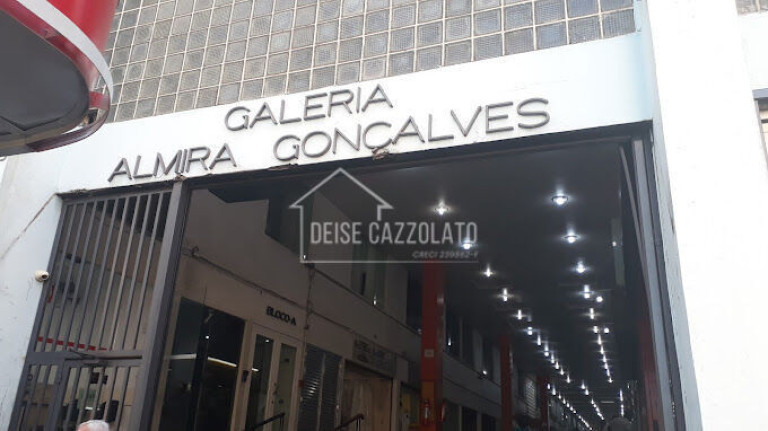 GALERIA
ALMIRA GONÇALVES
DEISE CAZZOLATO
BLOCO-A